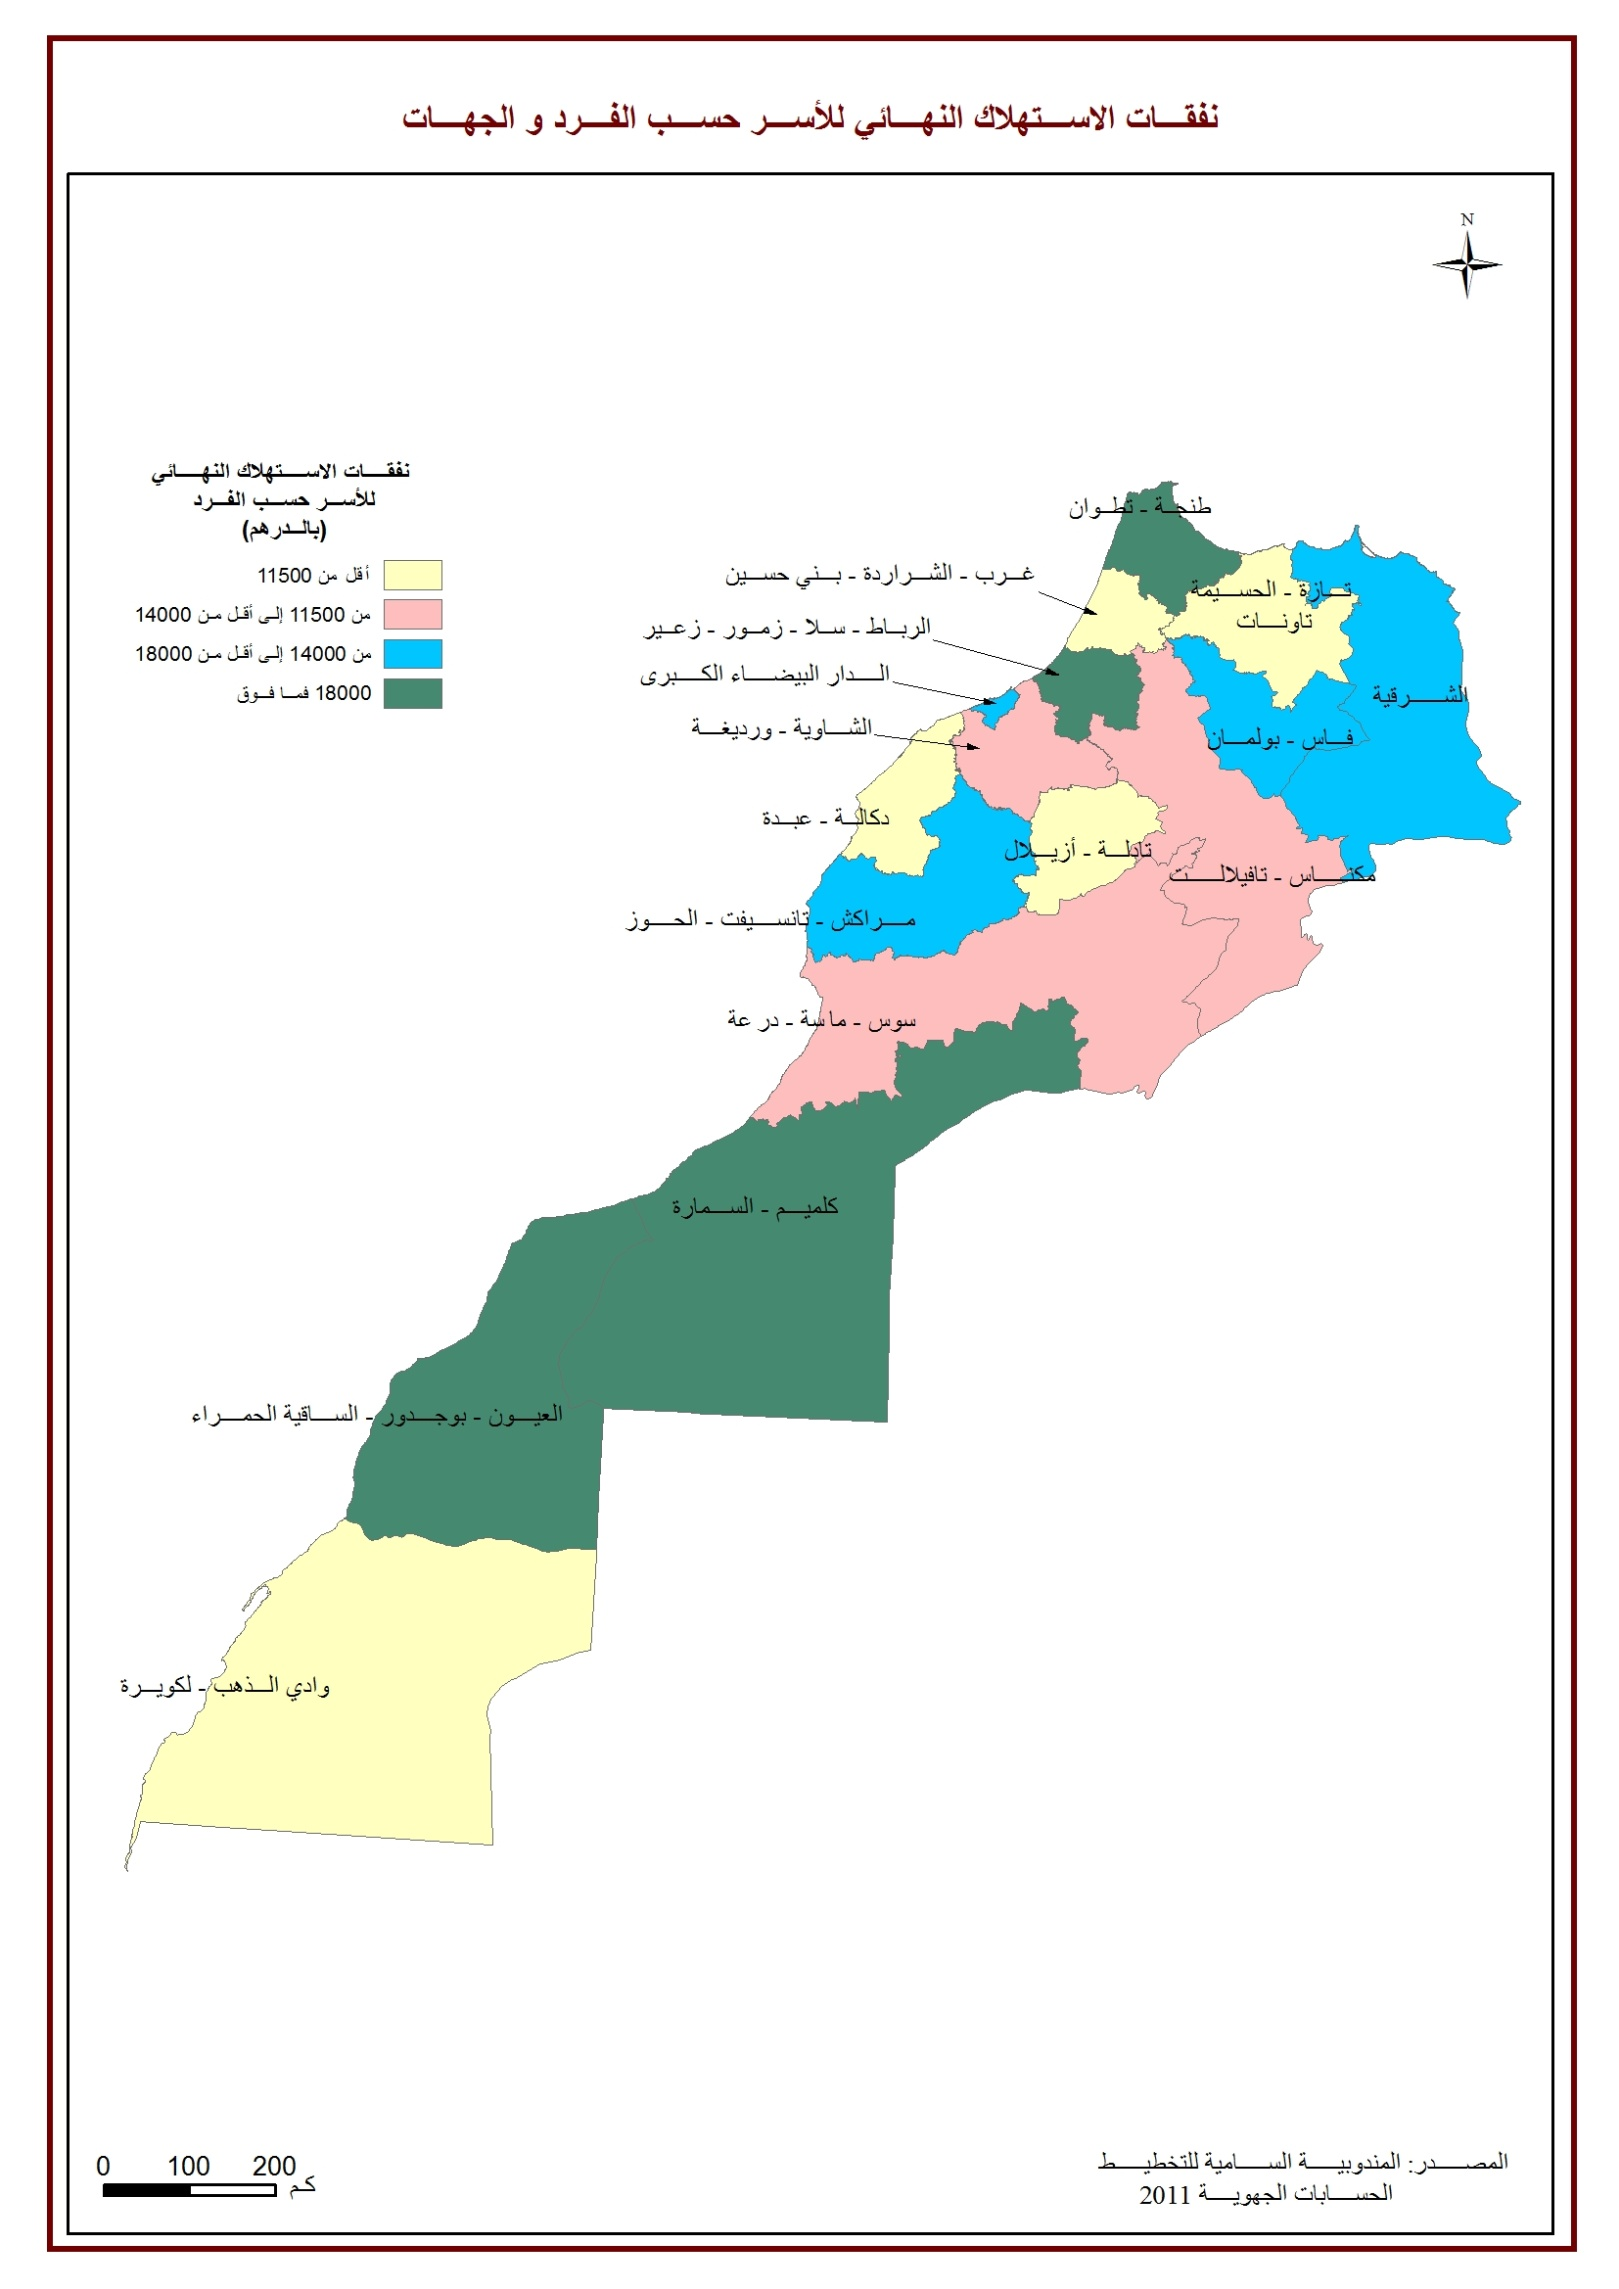 نفقات الاستهلاك النهائي للأسر حسب الفرد و الجهات
N
نفقات الاستهلاك النهائي
للأسر حسب الفرد
(بالدرهم)
أقل من 11500
من 11500 إلى أقل من 14000
من 14000 إلى أقل من 18000
18000 فما فوق
طنجة - تطوان
غرب - الشراردة - بني حسين
تازة - الحسيمة
تاونات
الرباط - سلا - زمور - زعير
الدار البيضاء الكبرى
الشرقية
الشاوية - ورديغة
فاس - بولمان
دكالة - عبدة
تادلة - أزيلال
مكناس - تافيلالت
مراكش - تانسيفت - الحوز
سوس - ماسة - درعة
كلميم - السمارة
العيون - بوجدور - الساقية الحمراء
وادي الذهب - لكويرة
المصدر: المندوبية السامية للتخطيط
الحسابات الجهوية 2011
0 100 200
كم